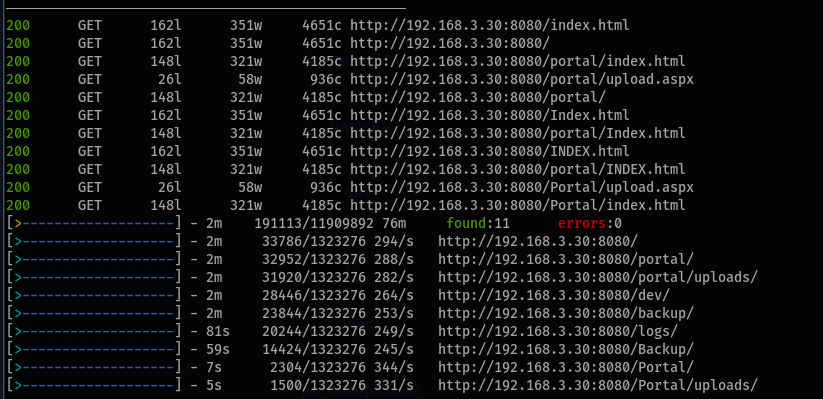 200 GET 162l 351w 4651c http://192.168.3.30:8080/index.html
200 GET 162l 351w 4651c http://192.168.3.30:8080/
200 GET 148l 321w 4185c http://192.168.3.30:8080/portal/index.html
200 GET 26l 58w 936c http://192.168.3.30:8080/portal/upload.aspx
200 GET 148l 321w 4185c http://192.168.3.30:8080/portal/
200 GET 162l 351w 4651c http://192.168.3.30:8080/Index.html
200 GET 148l 321w 4185c http://192.168.3.30:8080/portal/Index.html
200 GET 162l 351w 4651c http://192.168.3.30:8080/INDEX.html
200 GET 148l 321w 4185c http://192.168.3.30:8080/portal/INDEX.html
200 GET 26l 58w 936c http://192.168.3.30:8080/Portal/upload.aspx
200 GET 148l 321w 4185c http://192.168.3.30:8080/Portal/index.html
[>-------------------] - 2m 191113/11909892 76m found:11 errors:0
[>-------------------] - 2m 33786/1323276 294/s http://192.168.3.30:8080/
[>-------------------] - 2m 32952/1323276 288/s http://192.168.3.30:8080/portal/
[>-------------------] - 2m 31920/1323276 282/s http://192.168.3.30:8080/portal/uploads/
[>-------------------] - 2m 28446/1323276 264/s http://192.168.3.30:8080/dev/
[>-------------------] - 2m 23844/1323276 253/s http://192.168.3.30:8080/backup/
[>-------------------] - 81s 20244/1323276 249/s http://192.168.3.30:8080/logs/
[>-------------------] - 59s 14424/1323276 245/s http://192.168.3.30:8080/Backup/
[>-------------------] - 7s 2304/1323276 344/s http://192.168.3.30:8080/Portal/
[>-------------------] - 5s 1500/1323276 331/s http://192.168.3.30:8080/Portal/uploads/